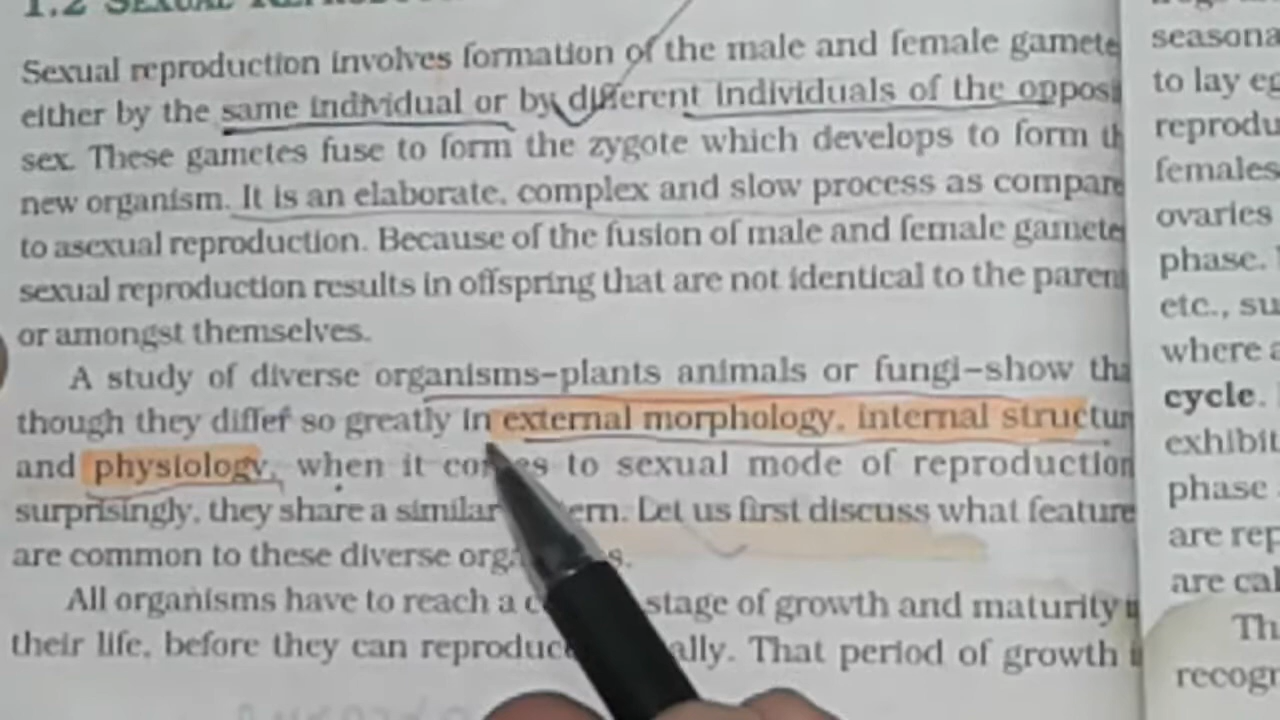 1.2 SEXUAL
Sexual reproduction involves formation of the male and female gamete
either by the same individual or by different individuals of the opposi
sex. These gametes fuse to form the zygote which develops to form th
new organism. It is an elaborate, complex and slow process as compare
to asexual reproduction. Because of the fusion of male and female gamete
sexual reproduction results in offspring that are not identical to the paren
or amongst themselves.
A study of diverse organisms–plants animals or fungi–show tha
though they differ so greatly in external morphology, internal structur
and physiology, when it comes to sexual mode of reproduction
surprisingly, they share a similar ern. Let us first discuss what feature
are common to these diverse orga s.
All organisms have to reach a c stage of growth and maturity
their life, before they can reproduc ally. That period of growth
seasona
to lay eg
reprodu
females
ovaries
phase.
etc., su
where a
cycle.
exhibit
phase
are rep
are cal
Th
recogn